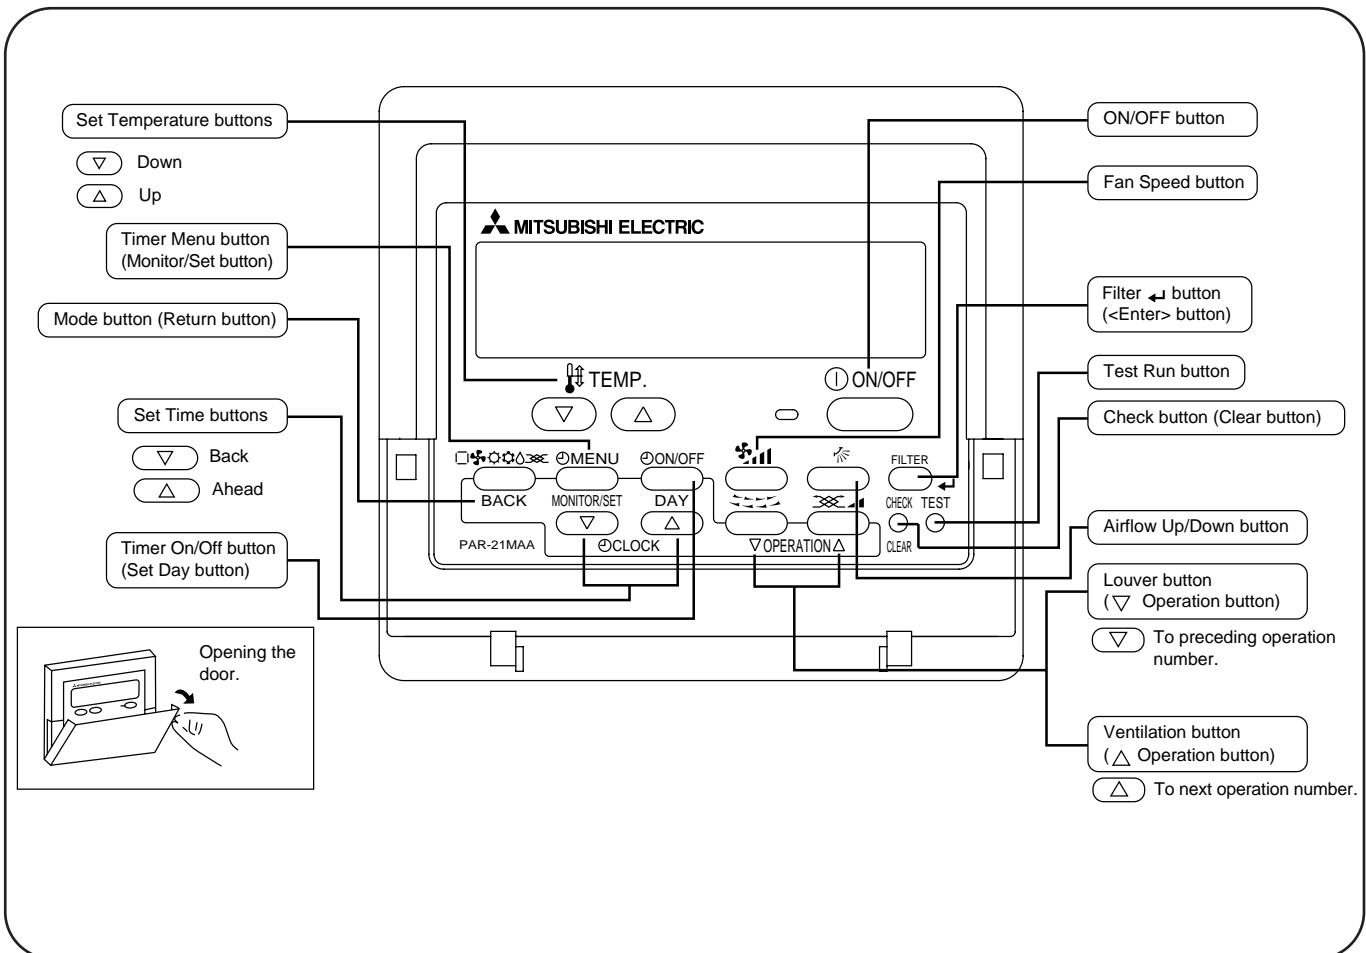 Set Temperature buttons
▽ Down
△ Up
Timer Menu button
(Monitor/Set button)
Mode button (Return button)
Set Time buttons
▽ Back
△ Ahead
Timer On/Off button
(Set Day button)
Opening the
door.
MITSUBISHI ELECTRIC
TEMP.
ON/OFF
▽ △
MENU
ON/OFF
FILTER
BACK
MONITOR/SET
DAY
CHECK TEST
▽ △
PAR-21MAA
CLOCK
▽ OPERATION △
CLEAR
ON/OFF button
Fan Speed button
Filter ↵ button
(<Enter> button)
Test Run button
Check button (Clear button)
Airflow Up/Down button
Louver button
( ▽ Operation button)
▽ To preceding operation
number.
Ventilation button
( △ Operation button)
△ To next operation number.